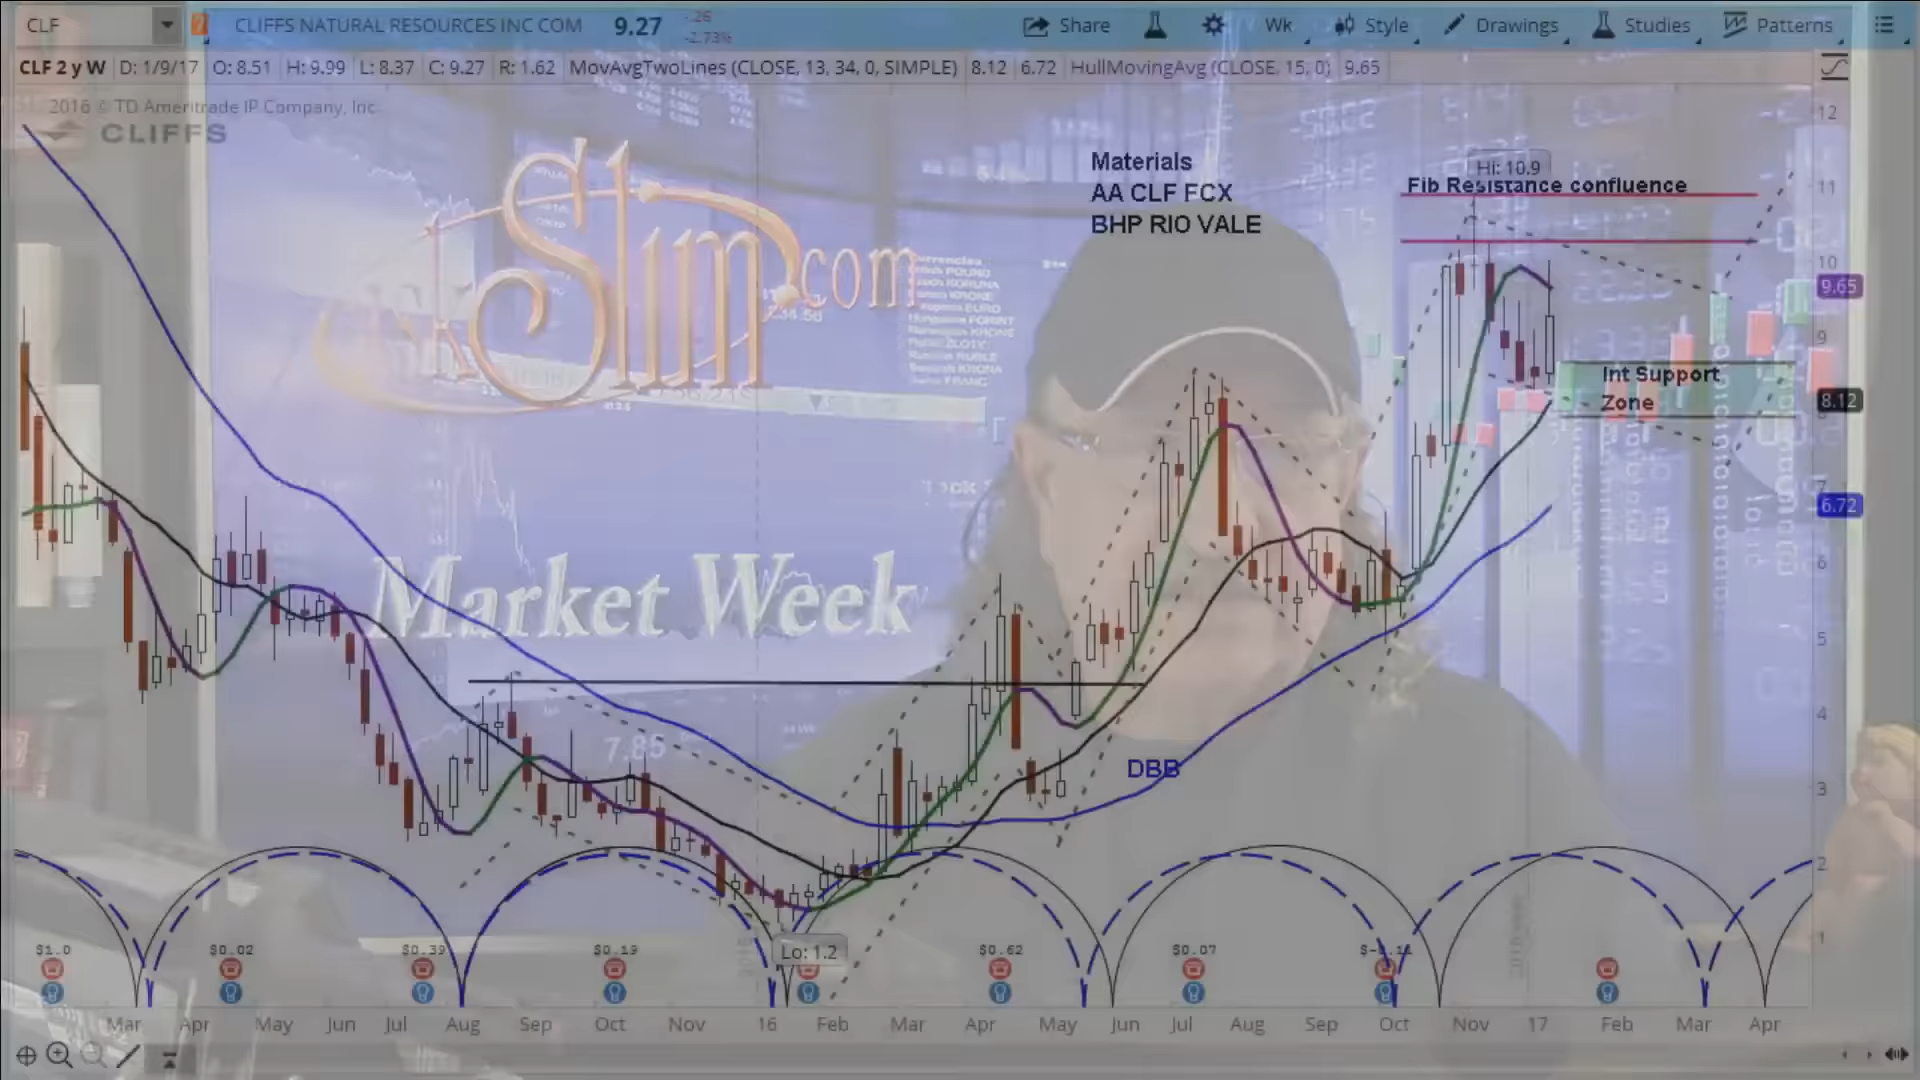 CLF CLIFFS NATURAL RESOURCES INC COM 9.27 -.26 -2.73% Share Wk Style Drawings Studies Patterns
CLF 2 y W D: 1/9/17 O: 8.51 H: 9.99 L: 8.37 C: 9.27 R: 1.62 MovAvgTwoLines (CLOSE, 13, 34, 0, SIMPLE) 8.12 6.72 HullMovingAvg (CLOSE, 15, 0) 9.65
2016 © TD Ameritrade IP Company, Inc.
CLIFFS
Slim.com
Market Week
Materials
AA CLF FCX
BHP RIO VALE
Hi: 10.9
Fib Resistance confluence
Int Support
Zone
DBB
7.85
Lo: 1.2
12
11
10
9.65
9
8.12
7
6.72
6
5
4
3
2
1
$1.0 $0.02 $0.39 $0.19 $0.62 $0.07
Mar Apr May Jun Jul Aug Sep Oct Nov 16 Feb Mar Apr May Jun Jul Aug Sep Oct Nov 17 Feb Mar Apr